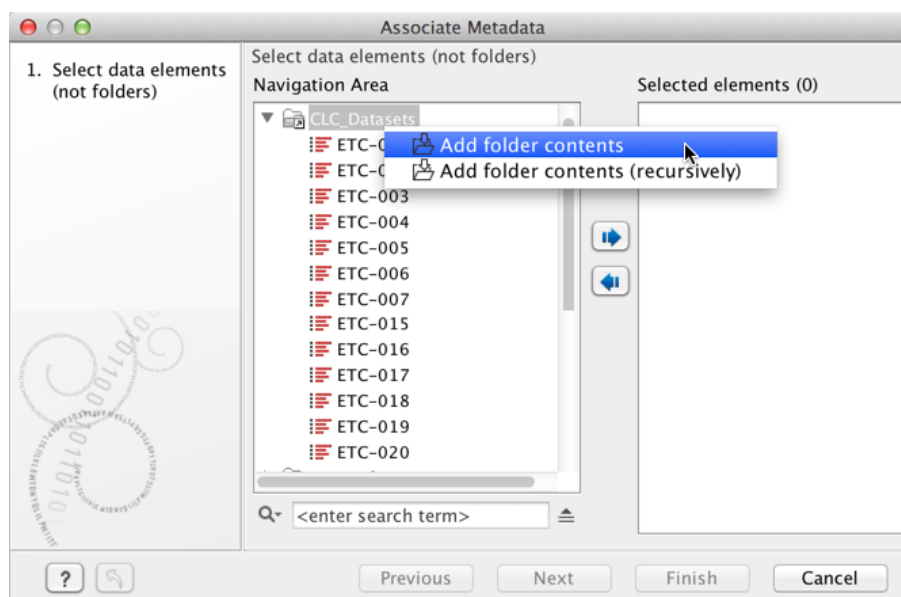 Associate Metadata
1. Select data elements
(not folders)
Select data elements (not folders)
Navigation Area
Selected elements (0)
CLC_Datasets
Add folder contents
Add folder contents (recursively)
ETC-003
ETC-004
ETC-005
ETC-006
ETC-007
ETC-015
ETC-016
ETC-017
ETC-018
ETC-019
ETC-020
<enter search term>
?
Previous
Next
Finish
Cancel